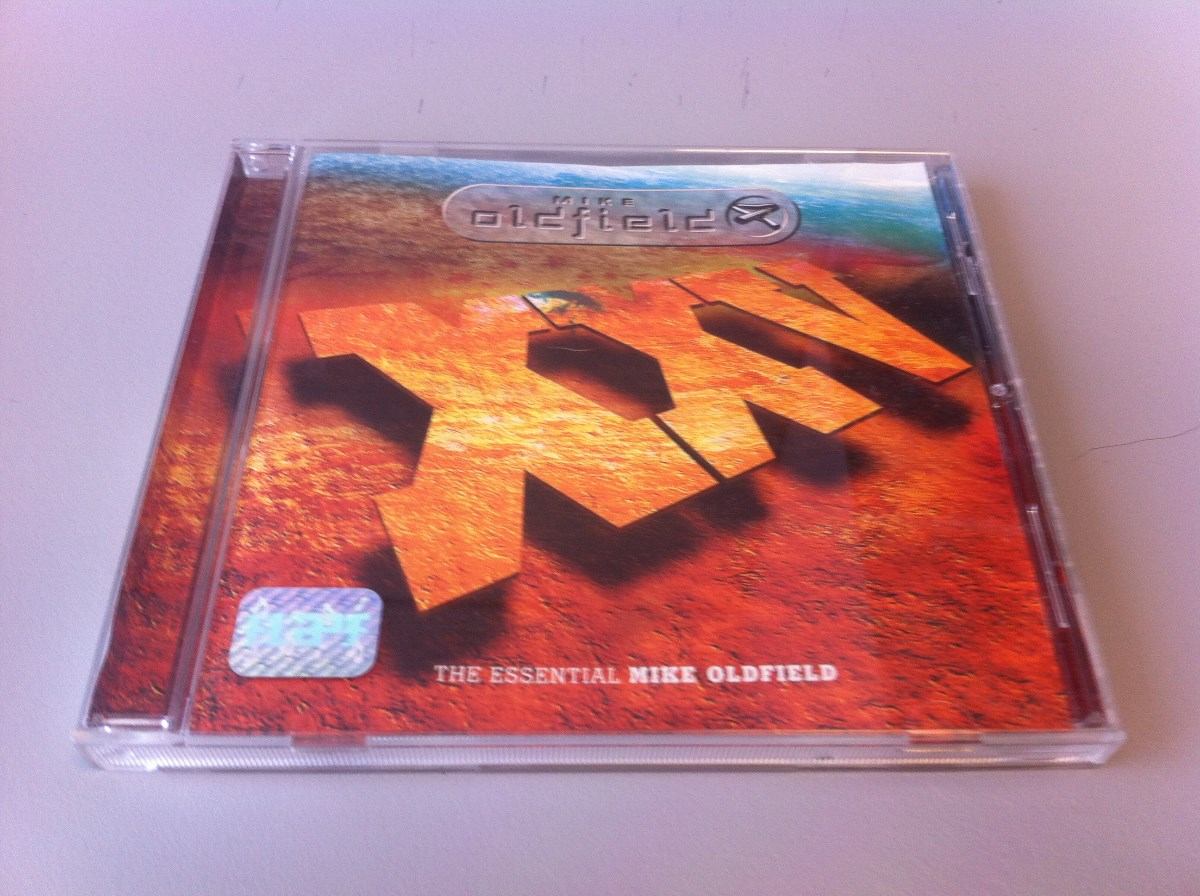 MIKE
oldfield
XXV
THE ESSENTIAL MIKE OLDFIELD